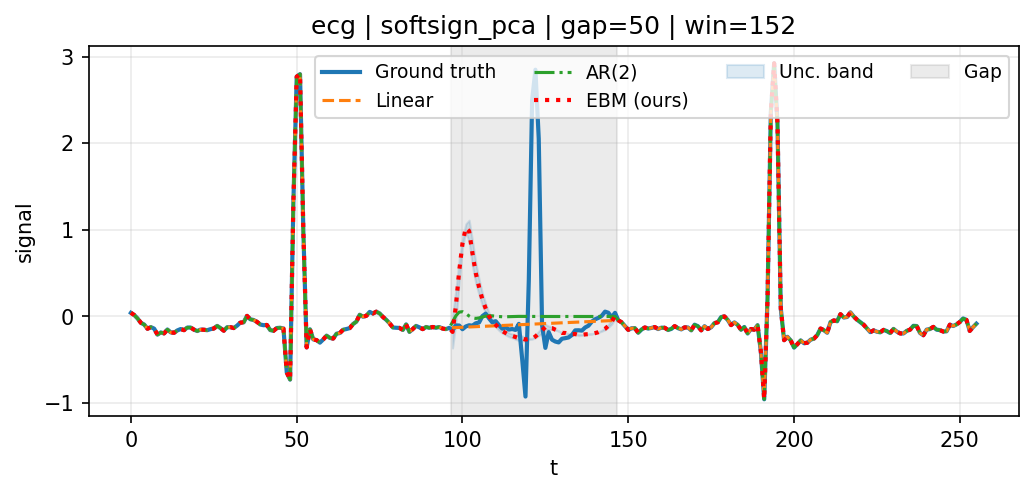 ecg | softsign_pca | gap=50 | win=152
Ground truth
Linear
AR(2)
EBM (ours)
Unc. band
Gap
signal
3
2
1
0
−1
0
50
100
150
200
250
t